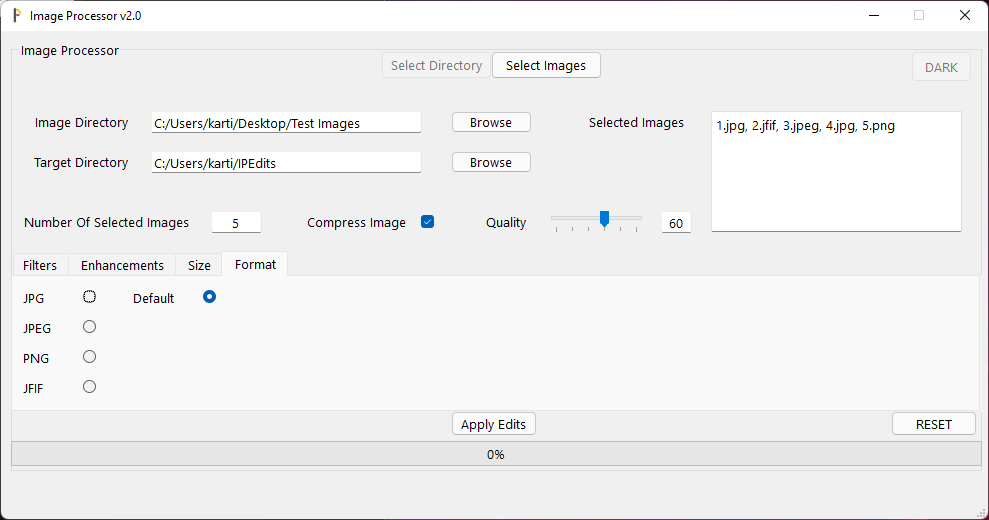 Image Processor v2.0
Image Processor
Select Directory Select Images DARK
Image Directory C:/Users/karti/Desktop/Test Images Browse Selected Images 1.jpg, 2.jfif, 3.jpeg, 4.jpg, 5.png
Target Directory C:/Users/karti/IPEdits Browse
Number Of Selected Images 5 Compress Image Quality 60
Filters Enhancements Size Format
JPG Default
JPEG
PNG
JFIF
Apply Edits RESET
0%